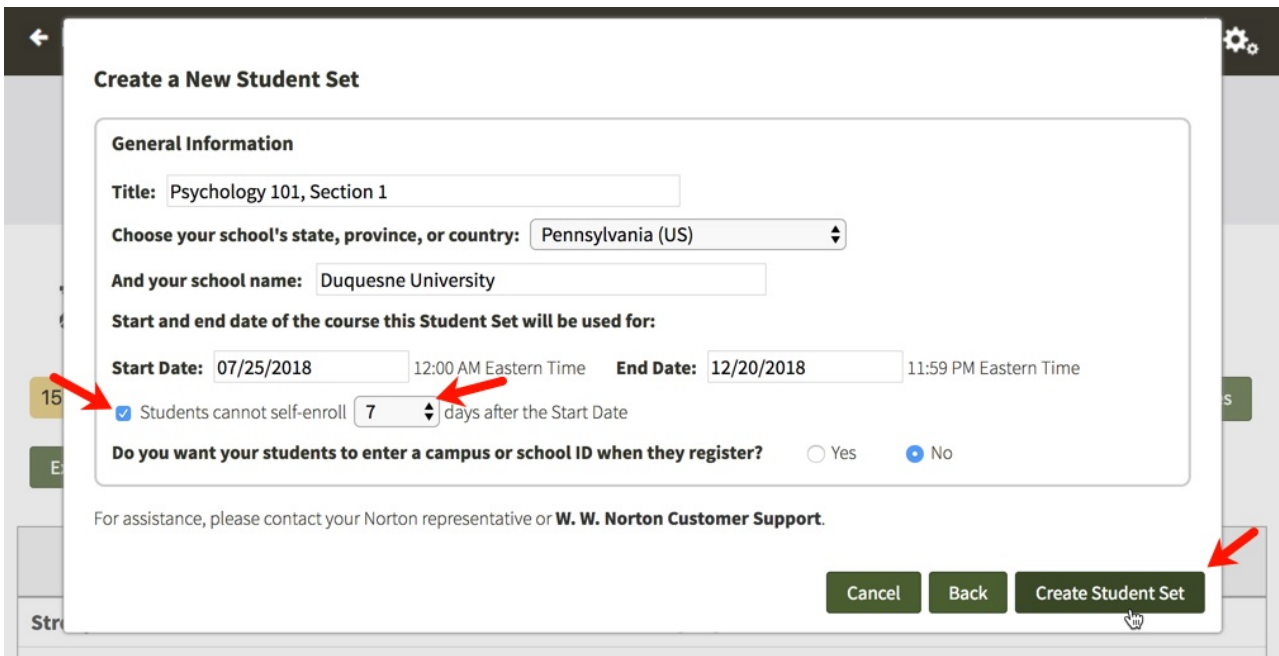 Create a New Student Set
General Information
Title: Psychology 101, Section 1
Choose your school's state, province, or country: Pennsylvania (US)
And your school name: Duquesne University
Start and end date of the course this Student Set will be used for:
Start Date: 07/25/2018 12:00 AM Eastern Time End Date: 12/20/2018 11:59 PM Eastern Time
15
Students cannot self-enroll 7 days after the Start Date
Do you want your students to enter a campus or school ID when they register? Yes No
For assistance, please contact your Norton representative or W. W. Norton Customer Support.
Cancel Back Create Student Set